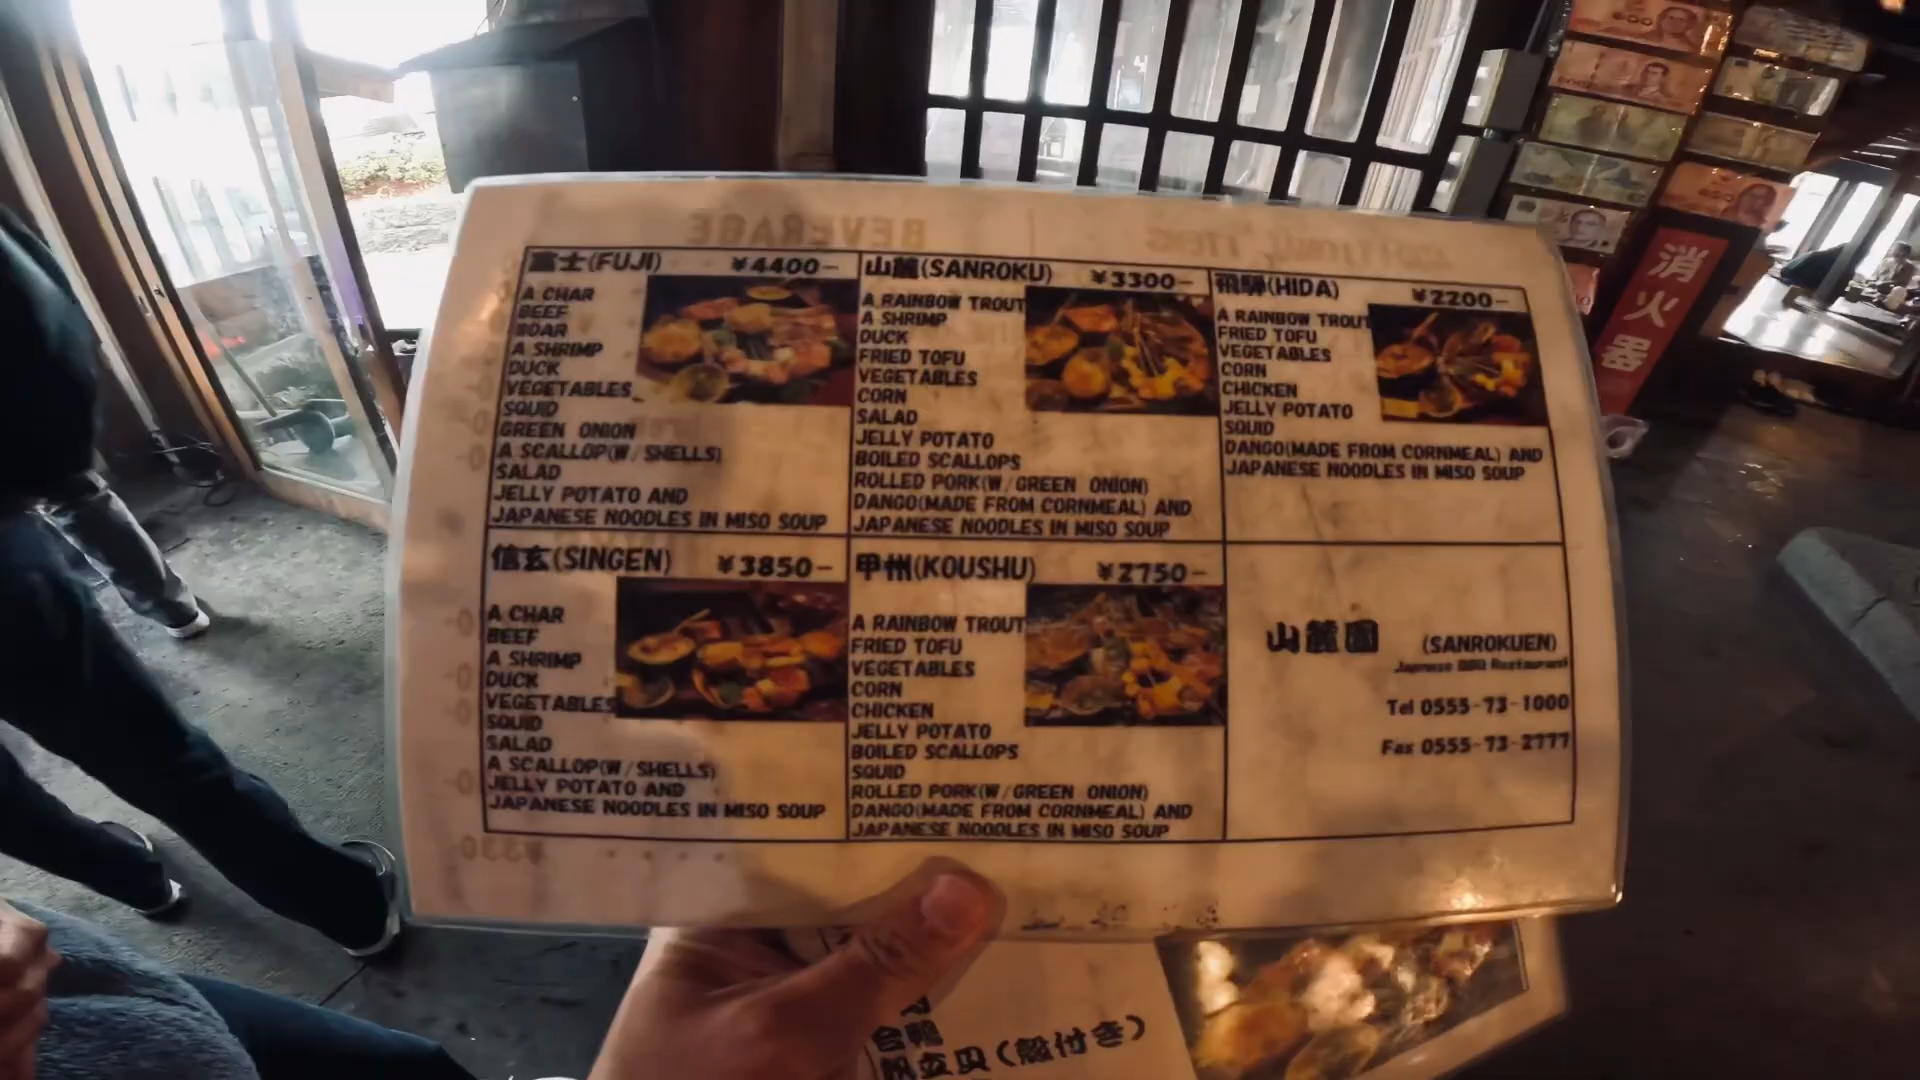 BEVERAGE
富士(FUJI) ¥4400-
A CHAR
BEEF
BOAR
A SHRIMP
DUCK
VEGETABLES
SQUID
GREEN ONION
A SCALLOP(W/SHELLS)
SALAD
JELLY POTATO AND
JAPANESE NOODLES IN MISO SOUP
山麓(SANROKU) ¥3300-
A RAINBOW TROUT
A SHRIMP
DUCK
FRIED TOFU
VEGETABLES
CORN
SALAD
JELLY POTATO
BOILED SCALLOPS
ROLLED PORK(W/GREEN ONION)
DANGO(MADE FROM CORNMEAL) AND
JAPANESE NOODLES IN MISO SOUP
飛騨(HIDA) ¥2200-
A RAINBOW TROUT
FRIED TOFU
VEGETABLES
CORN
CHICKEN
JELLY POTATO
SQUID
DANGO(MADE FROM CORNMEAL) AND
JAPANESE NOODLES IN MISO SOUP
信玄(SINGEN) ¥3850-
A CHAR
BEEF
A SHRIMP
DUCK
VEGETABLES
SQUID
SALAD
A SCALLOP(W/SHELLS)
JELLY POTATO AND
JAPANESE NOODLES IN MISO SOUP
甲州(KOUSHU) ¥2750-
A RAINBOW TROUT
FRIED TOFU
VEGETABLES
CORN
CHICKEN
JELLY POTATO
BOILED SCALLOPS
SQUID
ROLLED PORK(W/GREEN ONION)
DANGO(MADE FROM CORNMEAL) AND
JAPANESE NOODLES IN MISO SOUP
山麓園 (SANROKUEN)
Japanese BBQ Restaurant
Tel 0555-73-1000
Fax 0555-73-2777
消火器
合鴨
帆立貝(殻付き)